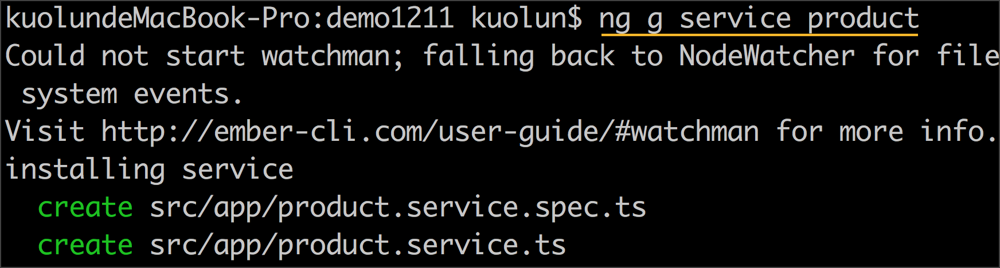 kuolundeMacBook-Pro:demo1211 kuolun$ ng g service product
Could not start watchman; falling back to NodeWatcher for file
 system events.
Visit http://ember-cli.com/user-guide/#watchman for more info.
installing service
  create src/app/product.service.spec.ts
  create src/app/product.service.ts